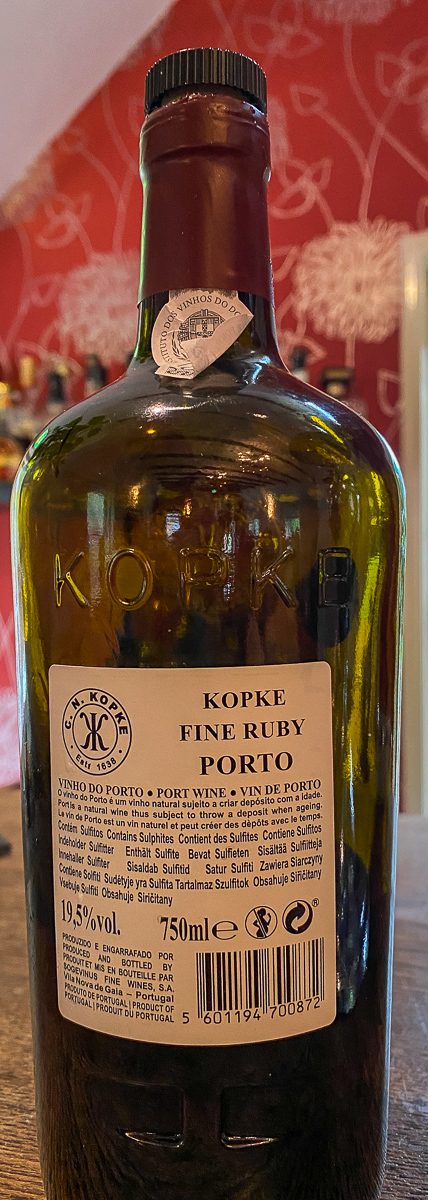 INSTITUTO DOS VINHOS DO DO
KOPKE
C. N. KOPKE
Estr 1638
KOPKE
FINE RUBY
PORTO
VINHO DO PORTO • PORT WINE • VIN DE PORTO
O vinho do Porto é um vinho natural sujeito a criar depósito com a idade.
Port is a natural wine thus subject to throw a deposit when ageing.
Le vin de Porto est un vin naturel et peut créer des dépôts avec le temps.
Contém Sulfitos Contains Sulphites Contient des Sulfites Contiene Sulfitos
Indeholder Sulfitter Enthält Sulfite Bevat Sulfieten Sisältää Sulfiitteja
Inneħaller Sulfiter Sisaldab Sulfitid Satur Sulfiti Zawiera Siarczyny
Contiene Solfiti Sudėtyje yra Sulfita Tartalmaz Szulfitok Obsahuje Siřičitany
Vsebuje Sulfiti Obsahuje Siričitany
19,5%vol. 750ml e
PRODUZIDO E ENGARRAFADO POR
PRODUCED AND BOTTLED BY
PRODUIT ET MIS EN BOUTEILLE PAR
SOGEVINUS FINE WINES, S.A.
Vila Nova de Gaia – Portugal
PRODUTO DE PORTUGAL | PRODUCT OF
PORTUGAL | PRODUIT DU PORTUGAL
5 601194 700872